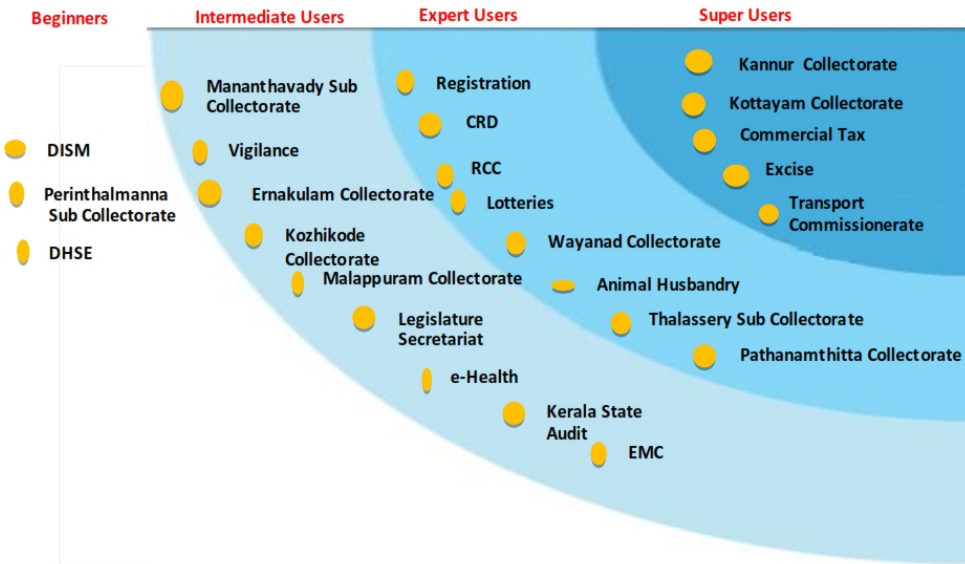 Beginners
Intermediate Users
Expert Users
Super Users
DISM
Perinthalmanna
Sub Collectorate
DHSE
Mananthavady Sub
Collectorate
Vigilance
Ernakulam Collectorate
Kozhikode
Collectorate
Malappuram Collectorate
Legislature
Secretariat
e-Health
Kerala State
Audit
EMC
Registration
CRD
RCC
Lotteries
Wayanad Collectorate
Animal Husbandry
Thalassery Sub Collectorate
Pathanamthitta Collectorate
Kannur Collectorate
Kottayam Collectorate
Commercial Tax
Excise
Transport
Commissionerate